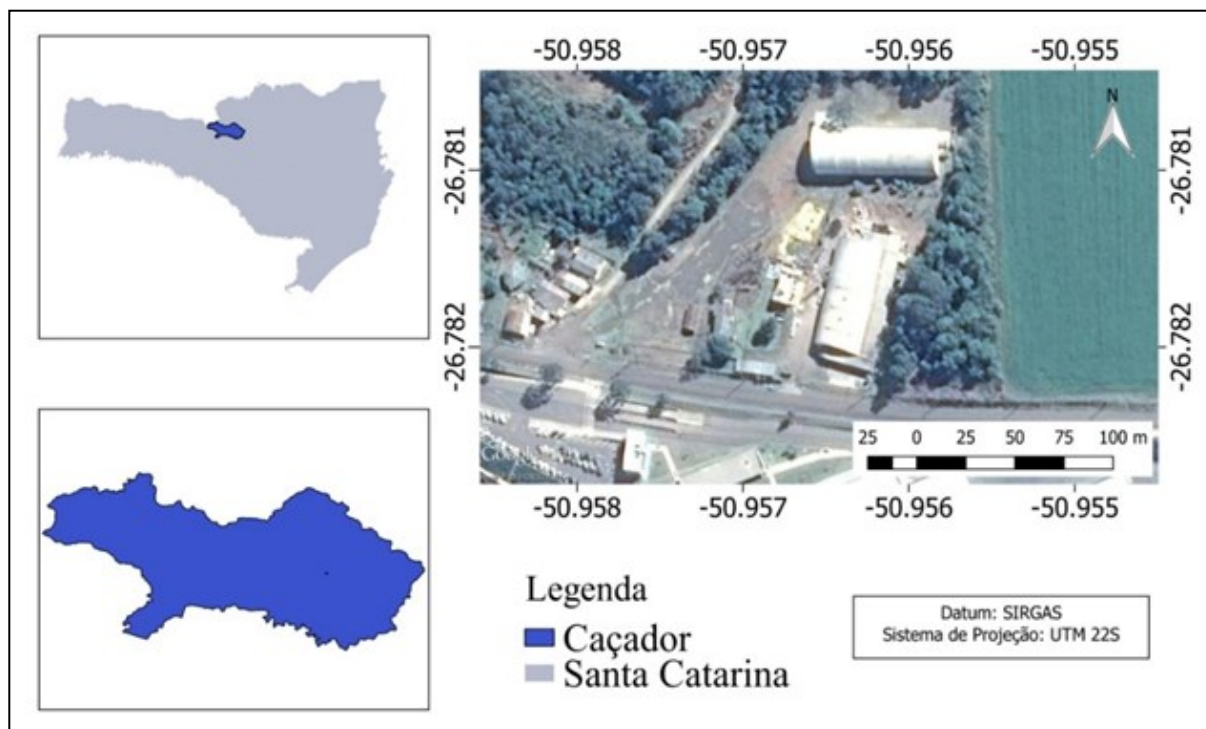 -50.958 -50.957 -50.956 -50.955
N
-26.781 -26.781
-26.782 -26.782
25 0 25 50 75 100 m
-50.958 -50.957 -50.956 -50.955
Legenda
Caçador
Santa Catarina
Datum: SIRGAS
Sistema de Projeção: UTM 22S